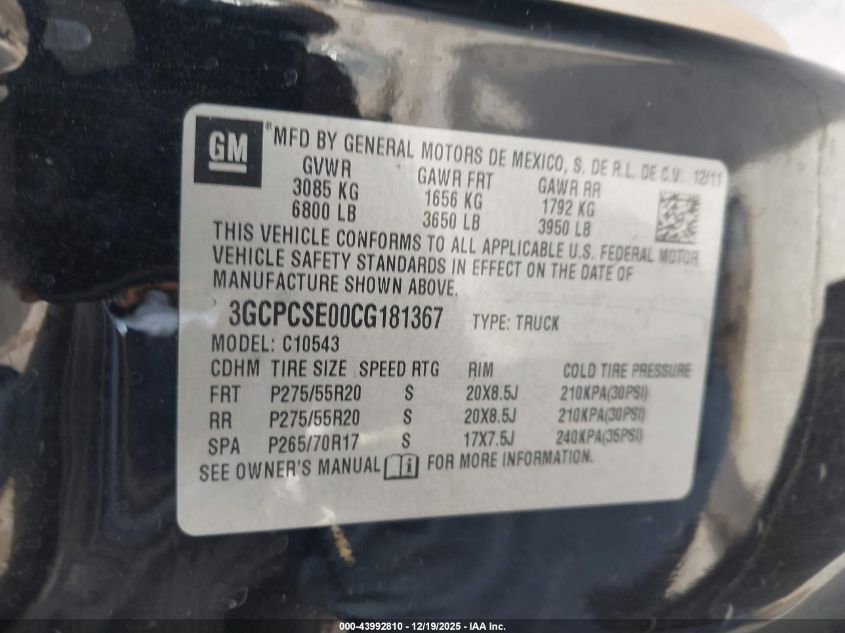 GM
®MFD BY GENERAL MOTORS DE MEXICO, S. DE R.L. DE C.V. 12/11
GVWR GAWR FRT GAWR RR
3085 KG 1656 KG 1792 KG
6800 LB 3650 LB 3950 LB
THIS VEHICLE CONFORMS TO ALL APPLICABLE U.S. FEDERAL MOTOR
VEHICLE SAFETY STANDARDS IN EFFECT ON THE DATE OF
MANUFACTURE SHOWN ABOVE.
3GCPCSE00CG181367 TYPE: TRUCK
MODEL: C10543
CDHM TIRE SIZE SPEED RTG RIM COLD TIRE PRESSURE
FRT P275/55R20 S 20X8.5J 210KPA(30PSI)
RR P275/55R20 S 20X8.5J 210KPA(30PSI)
SPA P265/70R17 S 17X7.5J 240KPA(35PSI)
SEE OWNER'S MANUAL FOR MORE INFORMATION.
000-43992810 - 12/19/2025 - IAA Inc.